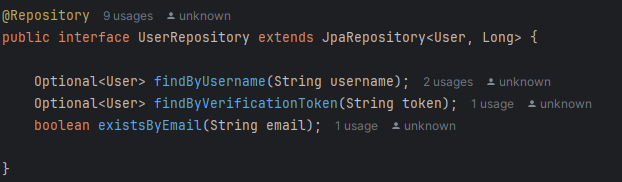 @Repository 9 usages unknown
public interface UserRepository extends JpaRepository<User, Long> {
Optional<User> findByUsername(String username); 2 usages unknown
Optional<User> findByVerificationToken(String token); 1 usage unknown
boolean existsByEmail(String email); 1 usage unknown
}